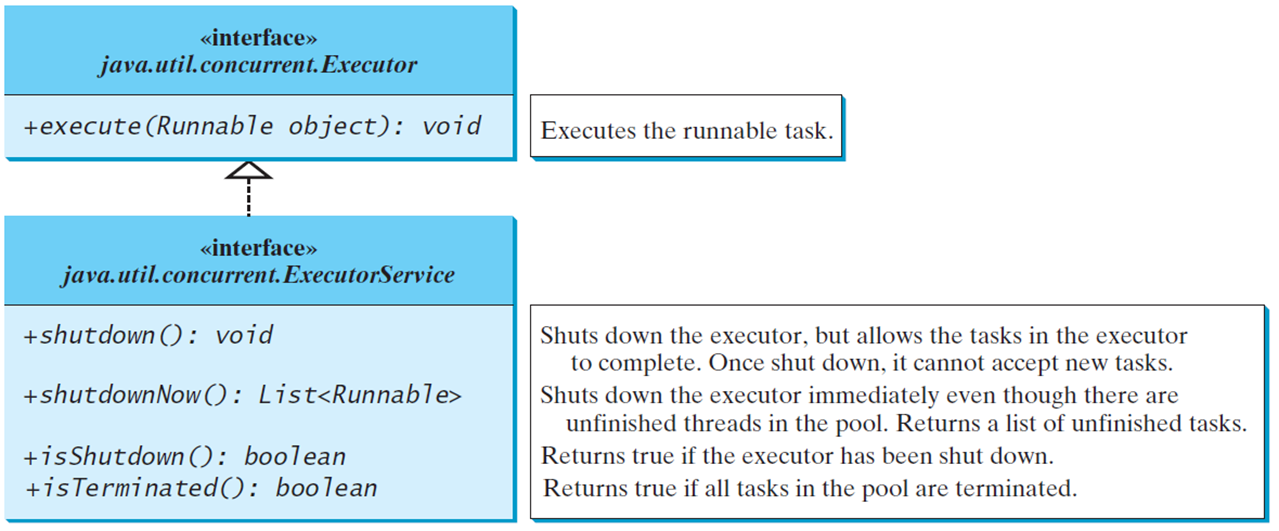 «interface»
java.util.concurrent.Executor
+execute(Runnable object): void
Executes the runnable task.
«interface»
java.util.concurrent.ExecutorService
+shutdown(): void
Shuts down the executor, but allows the tasks in the executor
to complete. Once shut down, it cannot accept new tasks.
+shutdownNow(): List<Runnable>
Shuts down the executor immediately even though there are
unfinished threads in the pool. Returns a list of unfinished tasks.
+isShutdown(): boolean
Returns true if the executor has been shut down.
+isTerminated(): boolean
Returns true if all tasks in the pool are terminated.